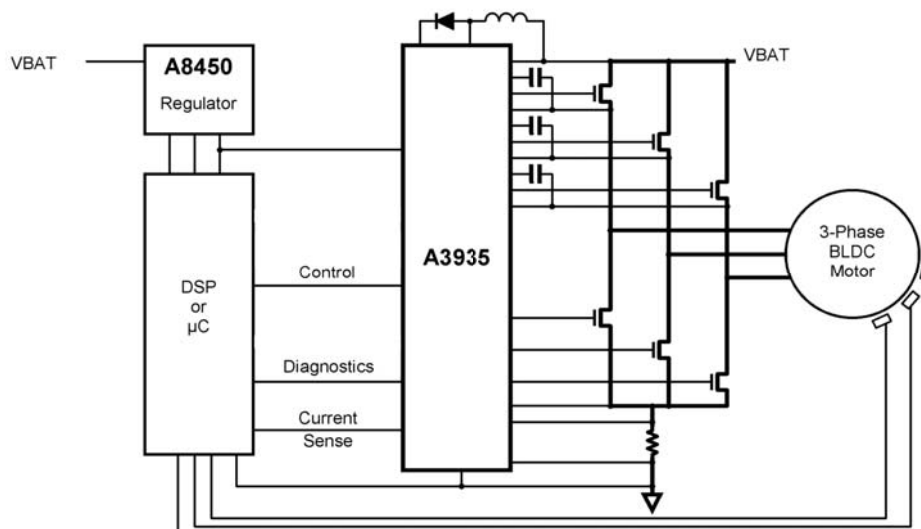 VBAT
A8450
Regulator
VBAT
A3935
DSP
or
µC
Control
Diagnostics
Current
Sense
3-Phase
BLDC
Motor